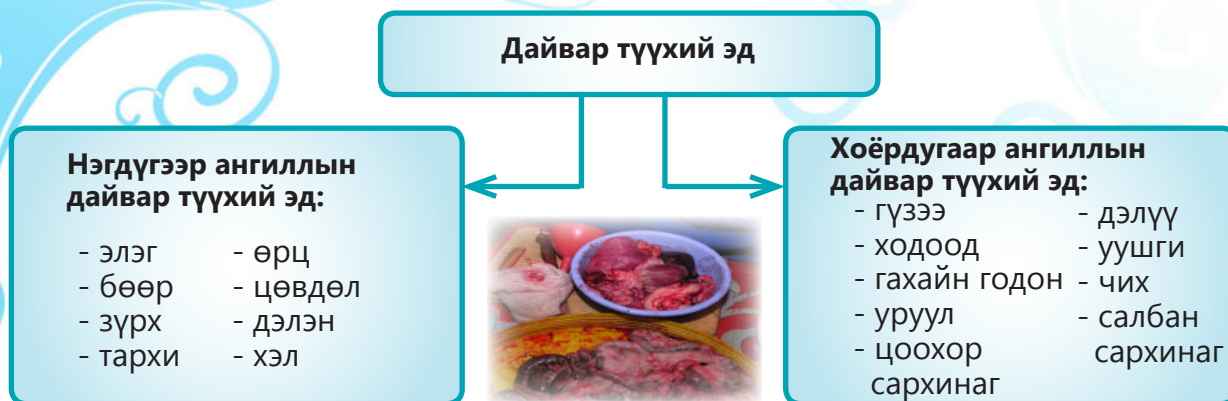 Дайвар түүхий эд
Нэгдүгээр ангиллын
дайвар түүхий эд:
- элэг
- бөөр
- зүрх
- тархи
- өрц
- цөвдөл
- дэлэн
- хэл
Хоёрдугаар ангиллын
дайвар түүхий эд:
- гүзээ
- ходоод
- гахайн годон
- уруул
- цоохор
сархинаг
- дэлүү
- уушги
- чих
- салбан
сархинаг